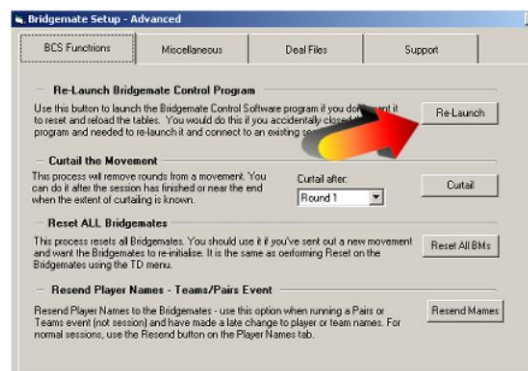 Bridgemate Setup - Advanced
BCS Functions
Miscellaneous
Deal Files
Support
Re-Launch Bridgemate Control Program
Use this button to launch the Bridgemate Control Software program if you don't want it
to reset and reload the tables. You would do this if you accidentally closed the
program and needed to re-launch it and connect to an existing
Re-Launch
Curtail the Movement
This process will remove rounds from a movement. You
can do it after the session has finished or near the end
when the extent of curtailing is known.
Curtail after:
Round 1
Curtail
Reset ALL Bridgemates
This process resets all Bridgemates. You should use it if you've sent out a new movement
and want the Bridgemates to re-initialise. It is the same as oerforming Reset on the
Bridgemates using the TD menu.
Reset All BMs
Resend Player Names - Teams/Pairs Event
Resend Player Names to the Bridgemates - use this option when running a Pairs or
Teams event (not session) and have made a late change to player or team names. For
normal sessions, use the Resend button on the Player Names tab.
Resend Mames